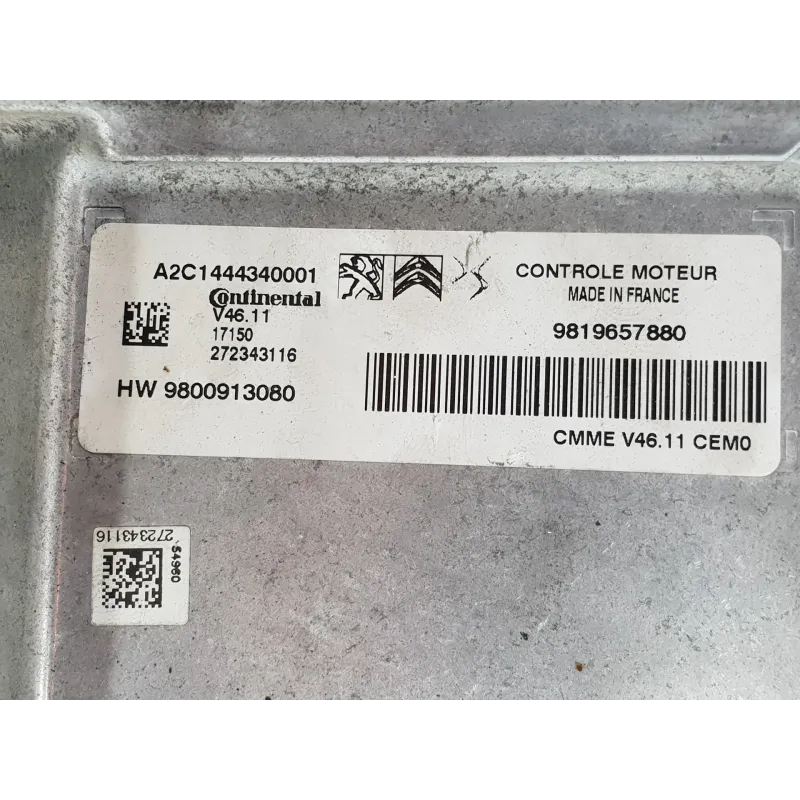 A2C1444340001
Continental
V46.11
17150
272343116
HW 9800913080
CONTROLE MOTEUR
MADE IN FRANCE
9819657880
CMME V46.11 CEM0
272343116
54960